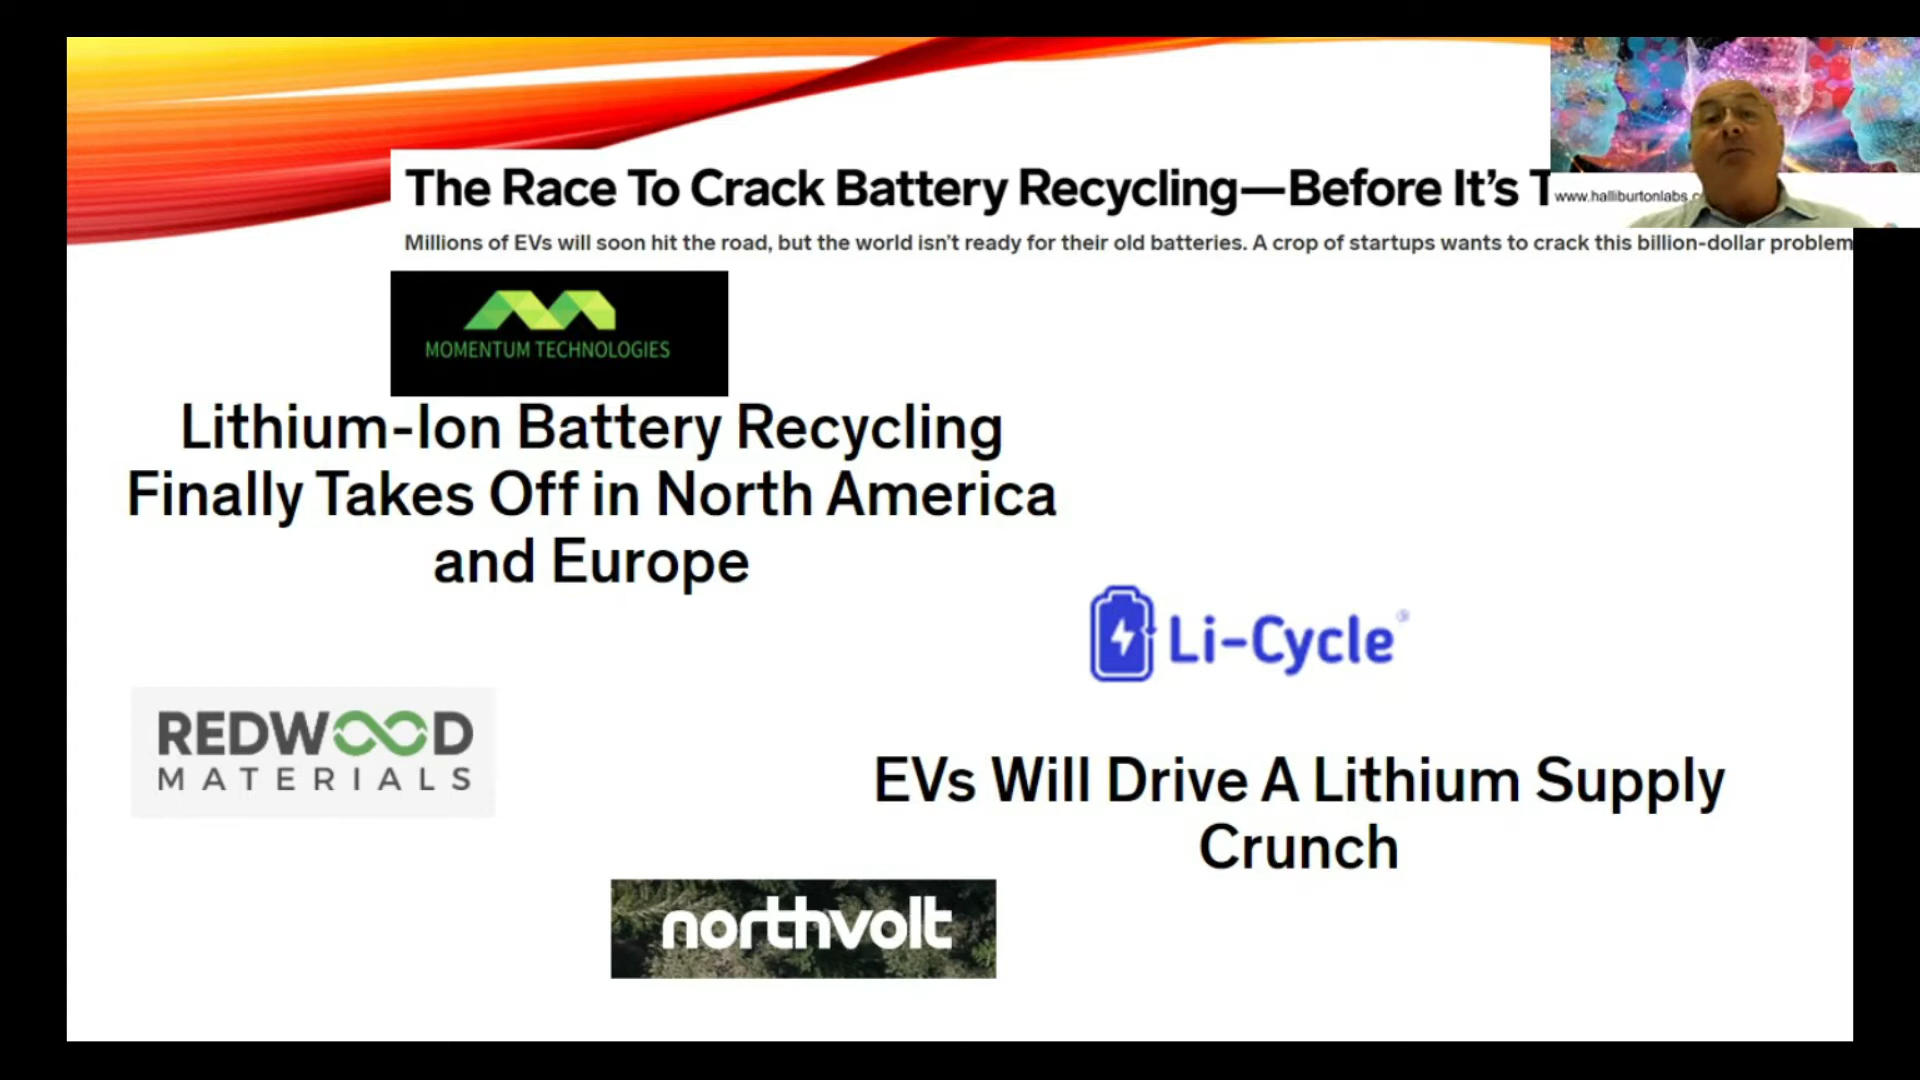 The Race To Crack Battery Recycling—Before It's T
www.halliburtonlabs.c
Millions of EVs will soon hit the road, but the world isn't ready for their old batteries. A crop of startups wants to crack this billion-dollar problem
MOMENTUM TECHNOLOGIES
Lithium-Ion Battery Recycling
Finally Takes Off in North America
and Europe
Li-Cycle
REDWOOD
MATERIALS
EVs Will Drive A Lithium Supply
Crunch
northvolt